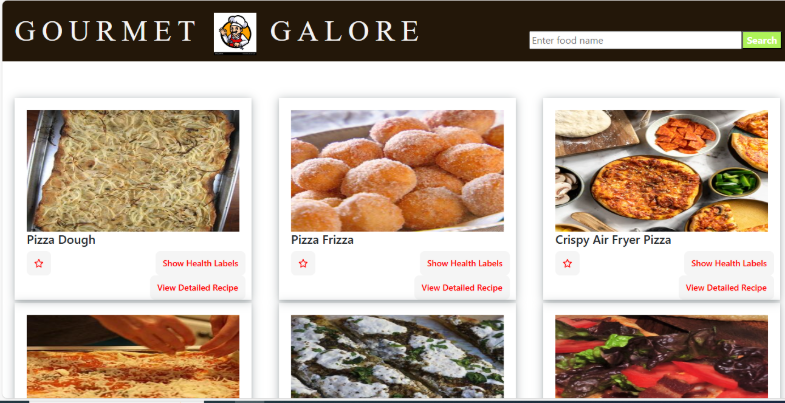 GOURMET GALORE
Enter food name Search
Pizza Dough
Show Health Labels
View Detailed Recipe
Pizza Frizza
Show Health Labels
View Detailed Recipe
Crispy Air Fryer Pizza
Show Health Labels
View Detailed Recipe